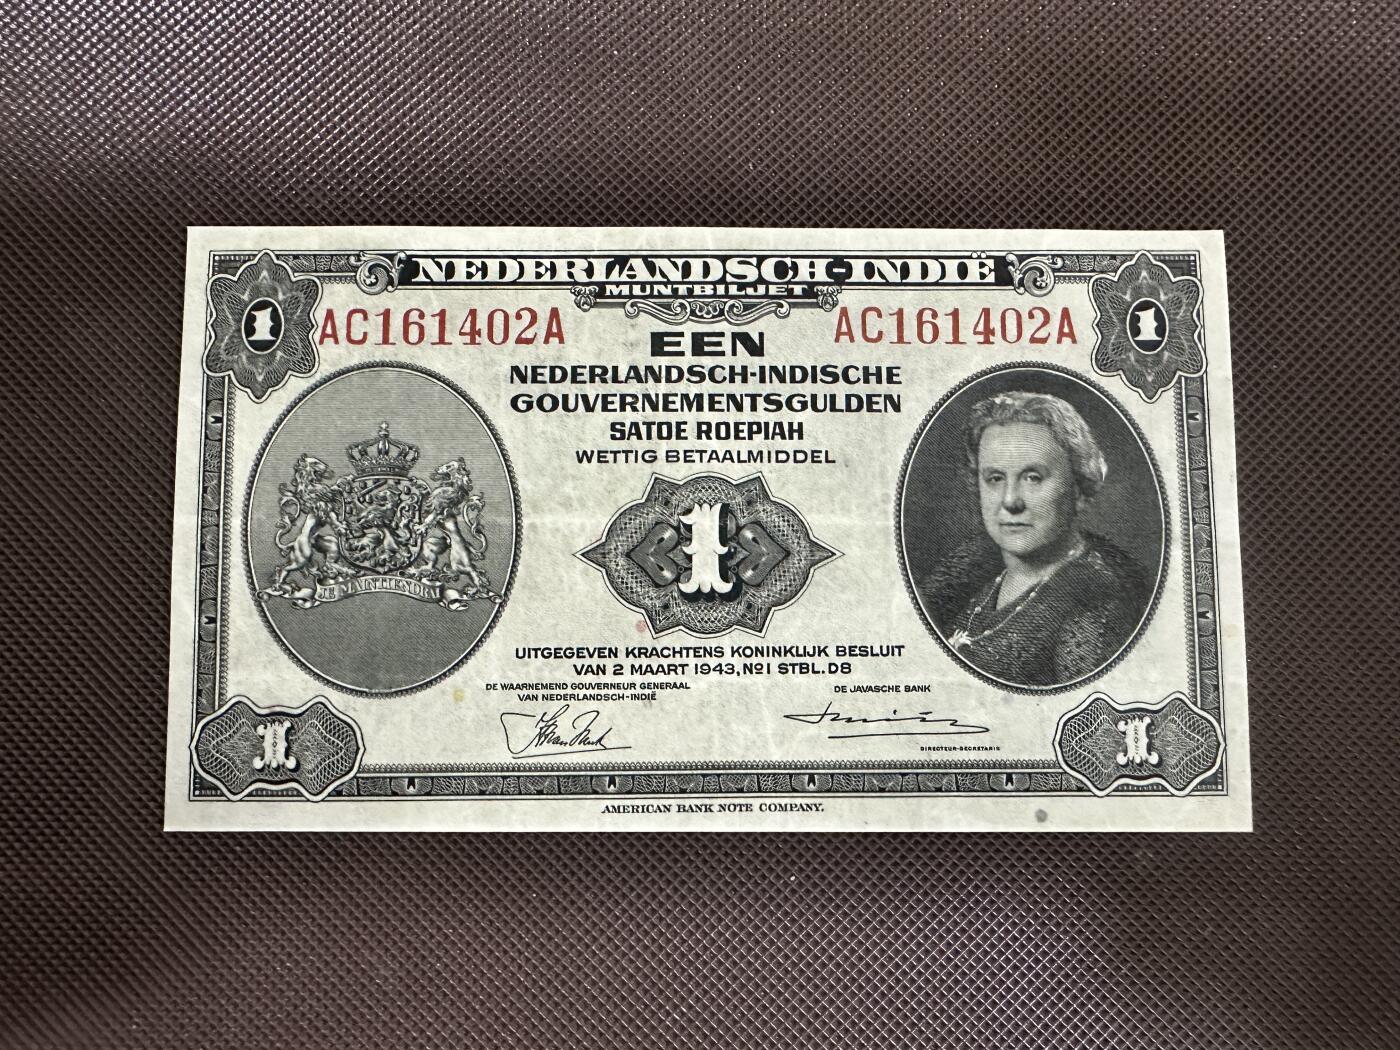 NEDERLANDSCH-INDIË
MUNTBILJET
1
1
AC161402A
AC161402A
EEN
NEDERLANDSCH-INDISCHE
GOUVERNEMENTSGULDEN
SATOE ROEPIAH
WETTIG BETAALMIDDEL
1
JE MAINTIENDRAI
UITGEGEVEN KRACHTENS KONINKLIJK BESLUIT
VAN 2 MAART 1943, No 1 STBL. D8
DE WAARNEMEND GOUVERNEUR GENERAAL
VAN NEDERLANDSCH-INDIË
DE JAVASCHE BANK
DIRECTEUR-SECRETARIS
1
1
AMERICAN BANK NOTE COMPANY.